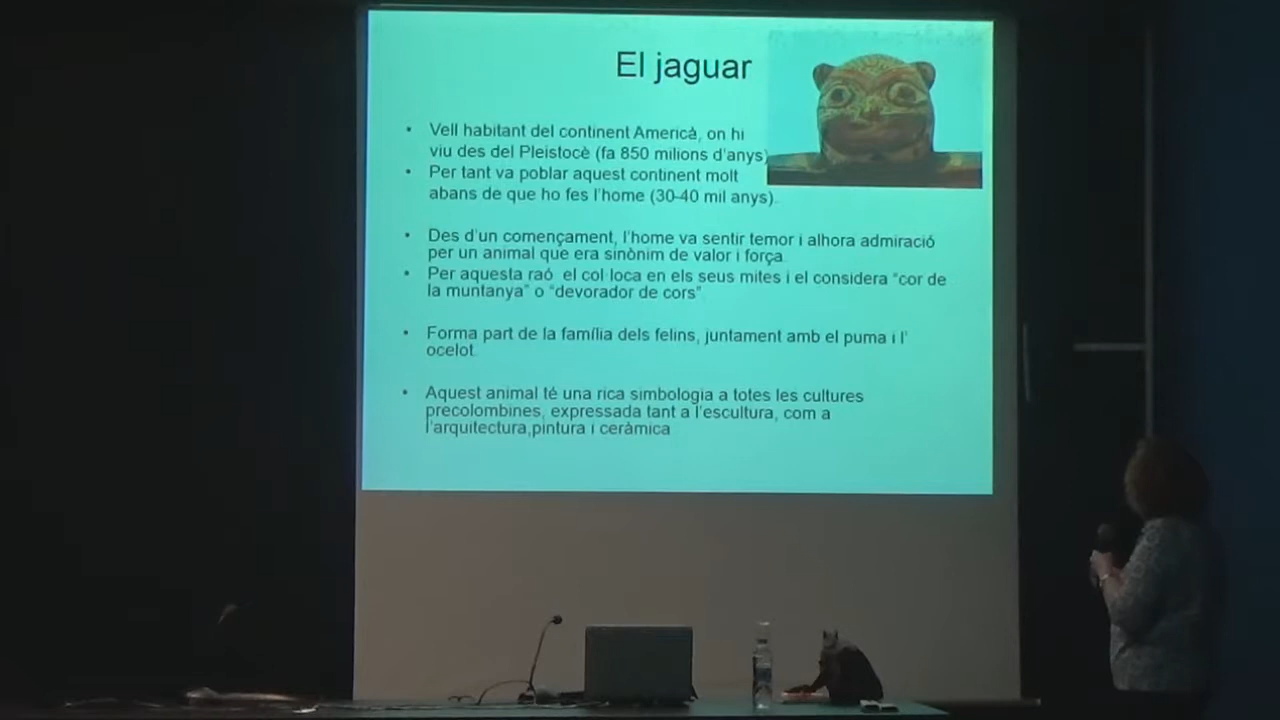 El jaguar
• Vell habitant del continent Americà, on hi
viu des del Pleistocè (fa 850 milions d'anys)
• Per tant va poblar aquest continent molt
abans de que ho fes l'home (30-40 mil anys).
• Des d'un començament, l'home va sentir temor i alhora admiració
per un animal que era sinònim de valor i força.
• Per aquesta raó el col·loca en els seus mites i el considera “cor de
la muntanya” o “devorador de cors”
• Forma part de la família dels felins, juntament amb el puma i l'
ocelot.
• Aquest animal té una rica simbologia a totes les cultures
precolombines, expressada tant a l'escultura, com a
l'arquitectura,pintura i ceràmica